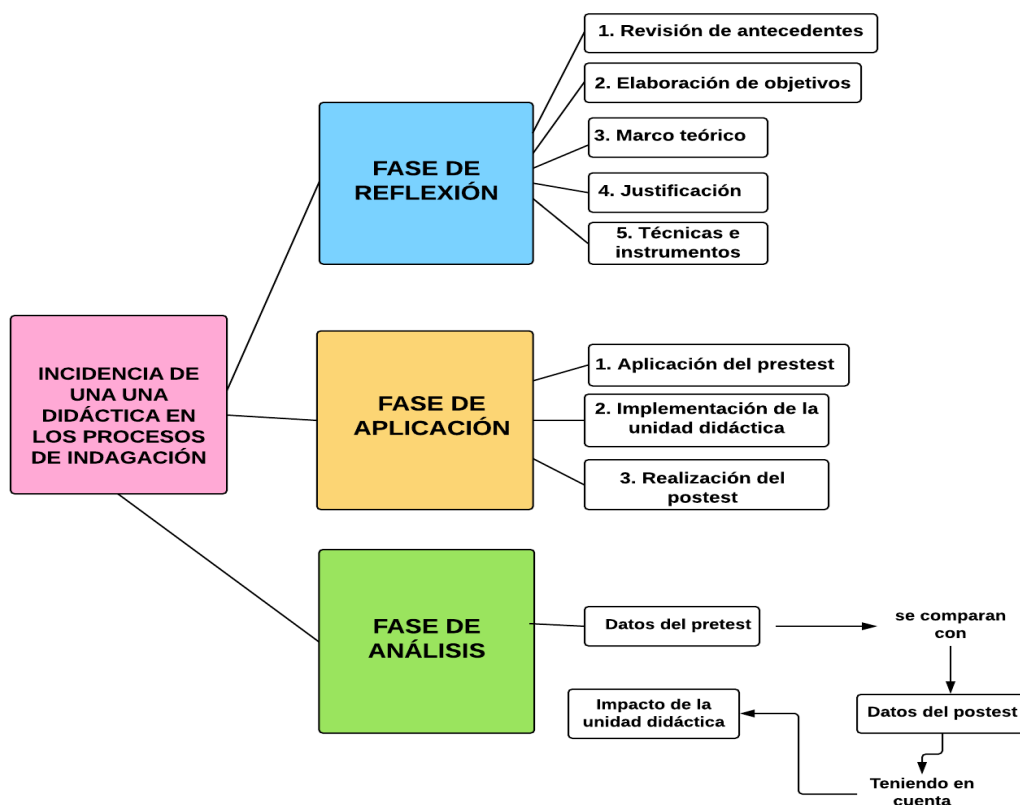 INCIDENCIA DE
UNA UNA
DIDÁCTICA EN
LOS PROCESOS
DE INDAGACIÓN
FASE DE
REFLEXIÓN
1. Revisión de antecedentes
2. Elaboración de objetivos
3. Marco teórico
4. Justificación
5. Técnicas e
instrumentos
FASE DE
APLICACIÓN
1. Aplicación del prestest
2. Implementación de la
unidad didáctica
3. Realización del
postest
FASE DE
ANÁLISIS
Datos del pretest
se comparan
con
Datos del postest
Teniendo en
cuenta
Impacto de la
unidad didáctica